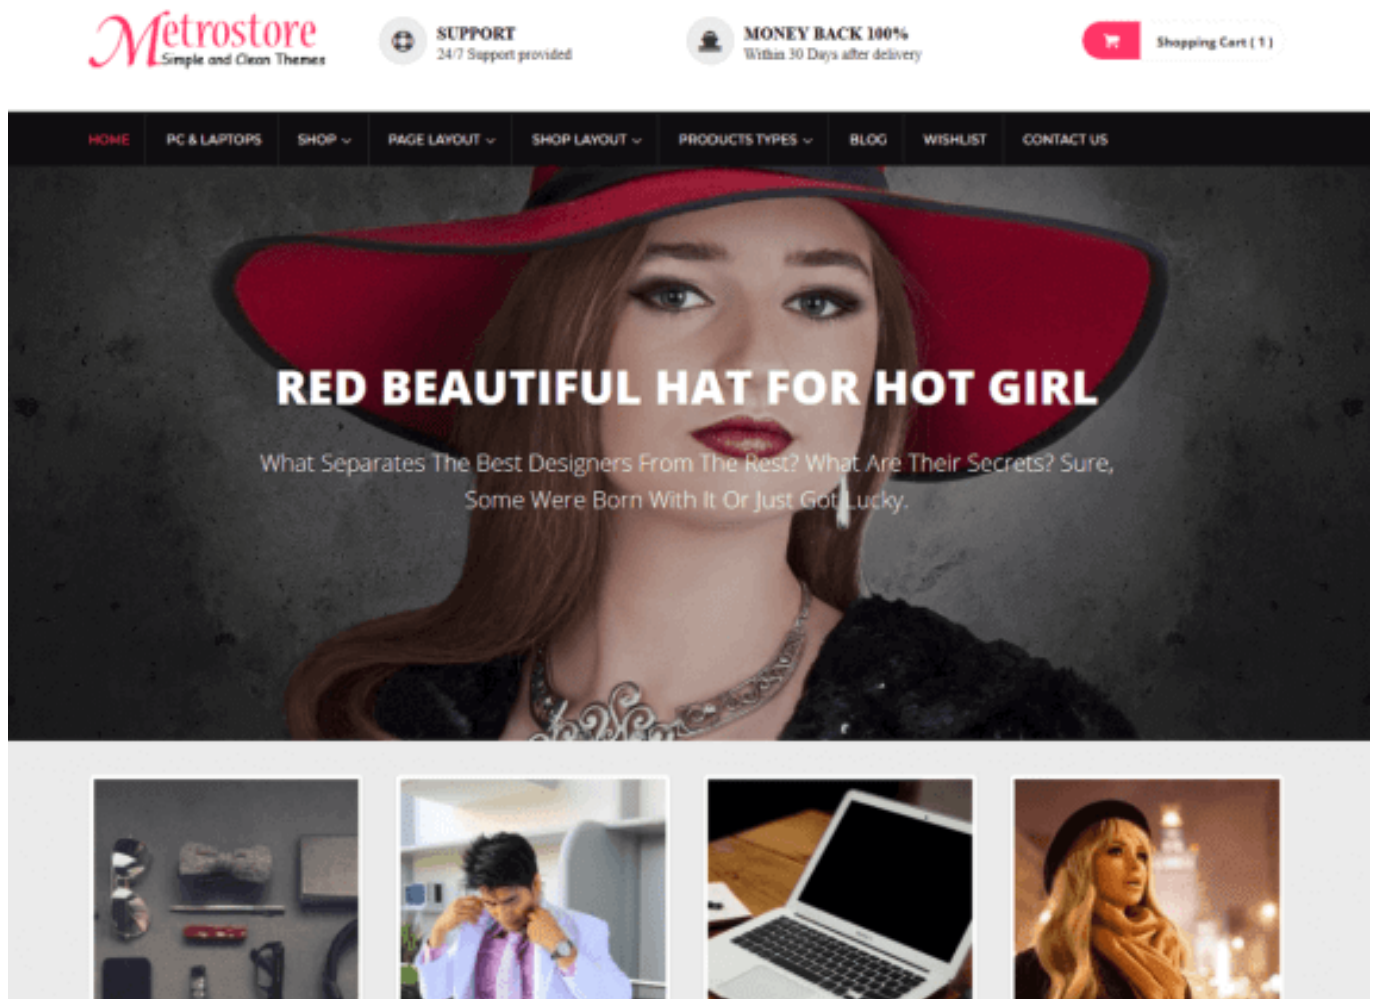 Metrostore
Simple and Clean Themes
SUPPORT
24/7 Support provided
MONEY BACK 100%
Within 30 Days after delivery
Shopping Cart ( 1 )
HOME PC & LAPTOPS SHOP PAGE LAYOUT SHOP LAYOUT PRODUCTS TYPES BLOG WISHLIST CONTACT US
RED BEAUTIFUL HAT FOR HOT GIRL
What Separates The Best Designers From The Rest? What Are Their Secrets? Sure,
Some Were Born With It Or Just Got Lucky.